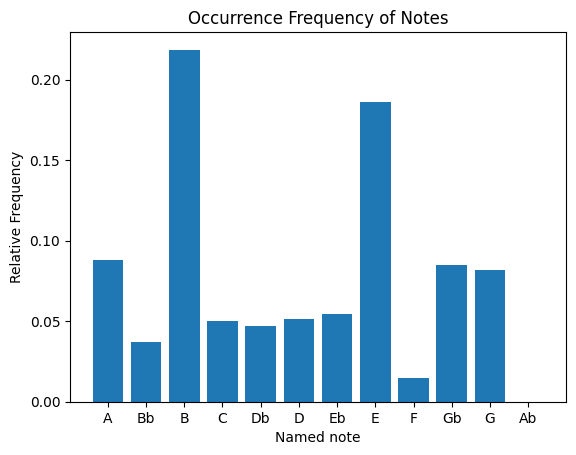 Occurrence Frequency of Notes
Relative Frequency
0.20
0.15
0.10
0.05
0.00
A Bb B C Db D Eb E F Gb G Ab
Named note